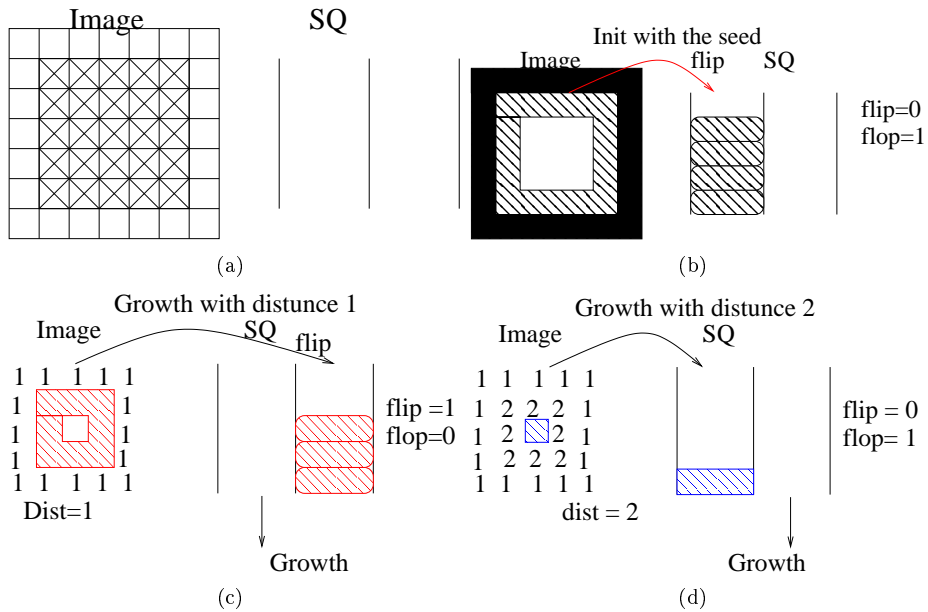 Image
SQ
(a)
Init with the seed
Image
flip
SQ
flip=0
flop=1
(b)
Growth with distunce 1
Image
SQ
flip
1 1 1 1 1
1 1
1 1
1 1
1 1 1 1 1
flip =1
flop=0
Dist=1
Growth
(c)
Growth with distunce 2
Image
SQ
1 1 1 1 1
1 2 2 2 1
1 2 2 1
1 2 2 2 1
1 1 1 1 1
flip = 0
flop= 1
dist = 2
Growth
(d)